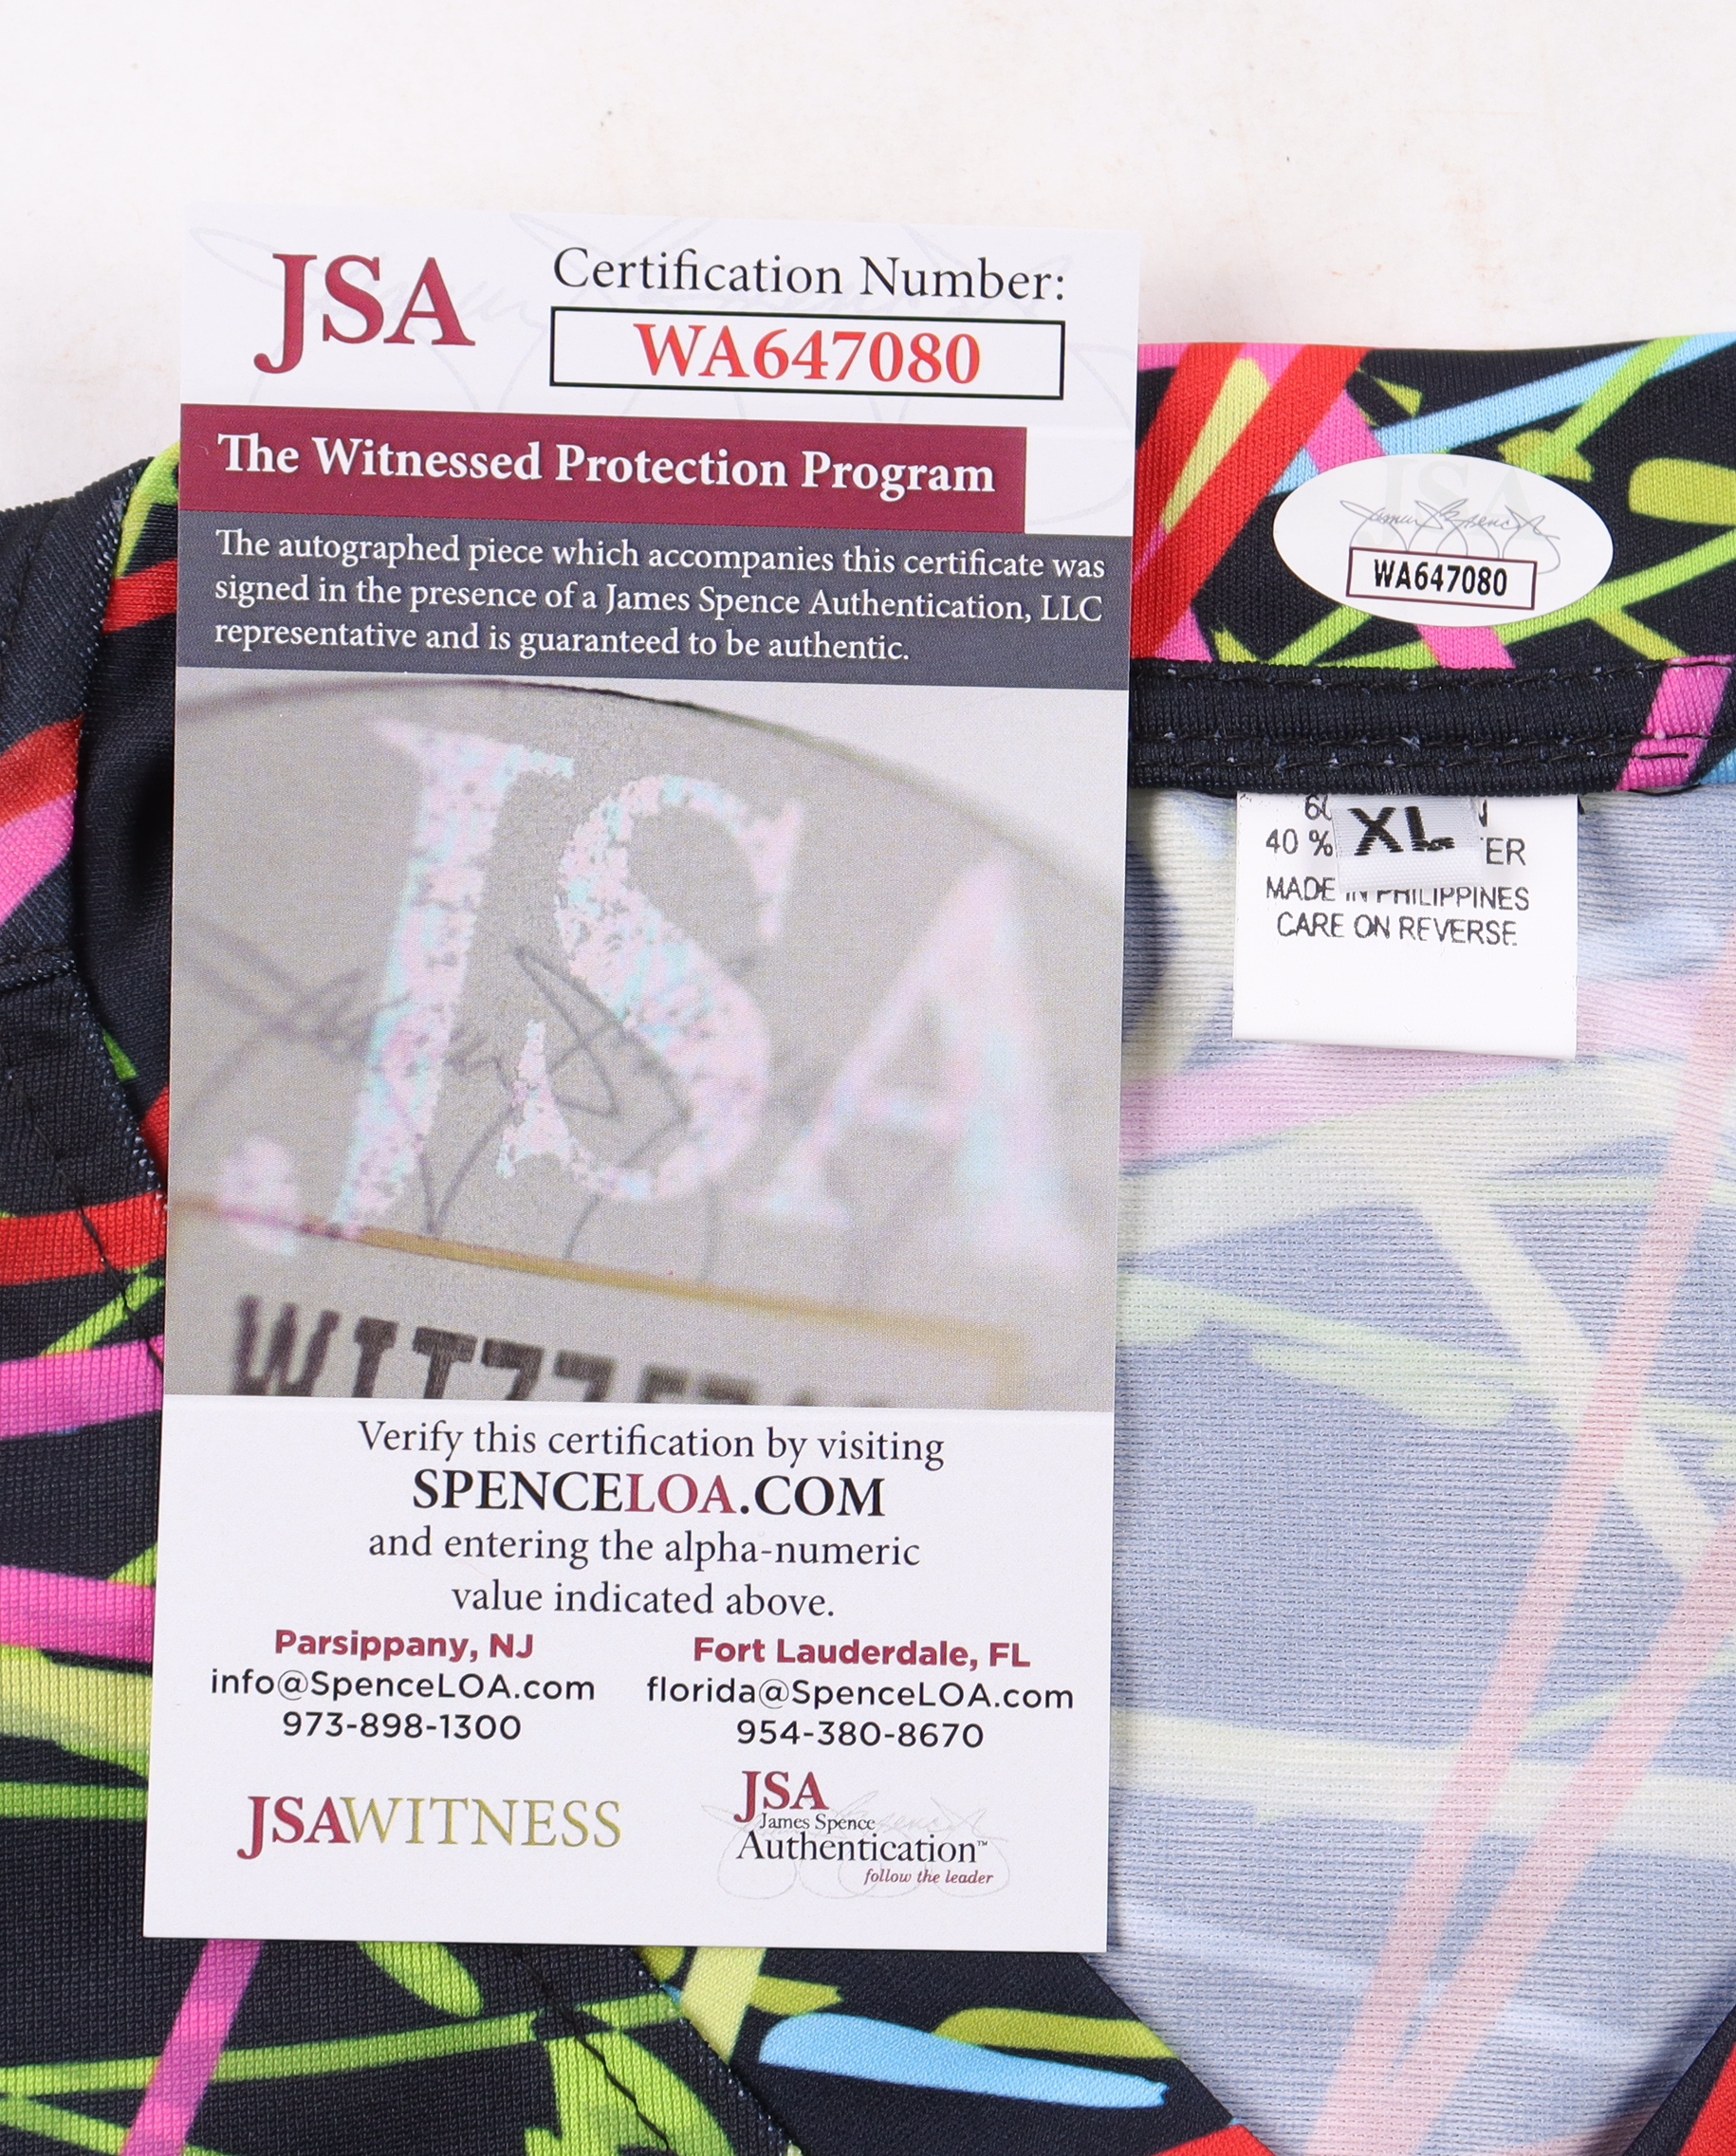 JSA
Certification Number:
WA647080
The Witnessed Protection Program
The autographed piece which accompanies this certificate was
signed in the presence of a James Spence Authentication, LLC
representative and is guaranteed to be authentic.
JSA
Verify this certification by visiting
SPENCELOA.COM
and entering the alpha-numeric
value indicated above.
Parsippany, NJ
info@SpenceLOA.com
973-898-1300
Fort Lauderdale, FL
florida@SpenceLOA.com
954-380-8670
JSAWITNESS
JSA
James Spence
Authentication™
follow the leader
JSA
WA647080
XL
40 %
MADE IN PHILIPPINES
CARE ON REVERSE